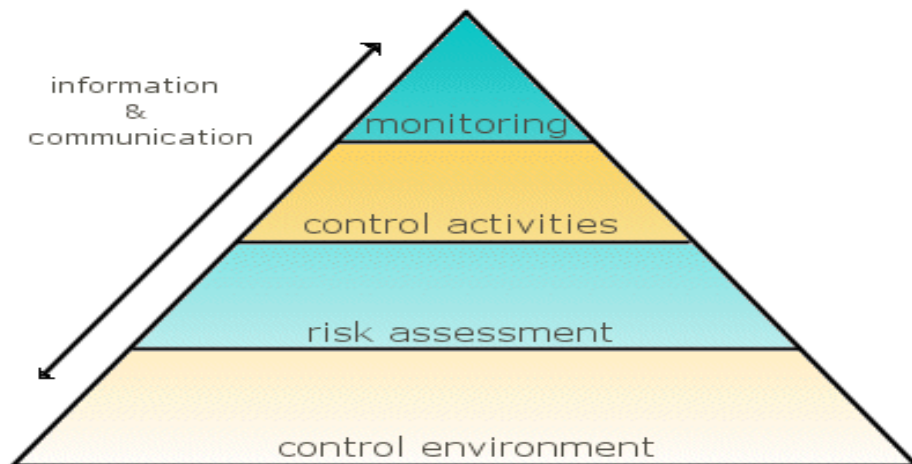 information
&
communication
monitoring
control activities
risk assessment
control environment